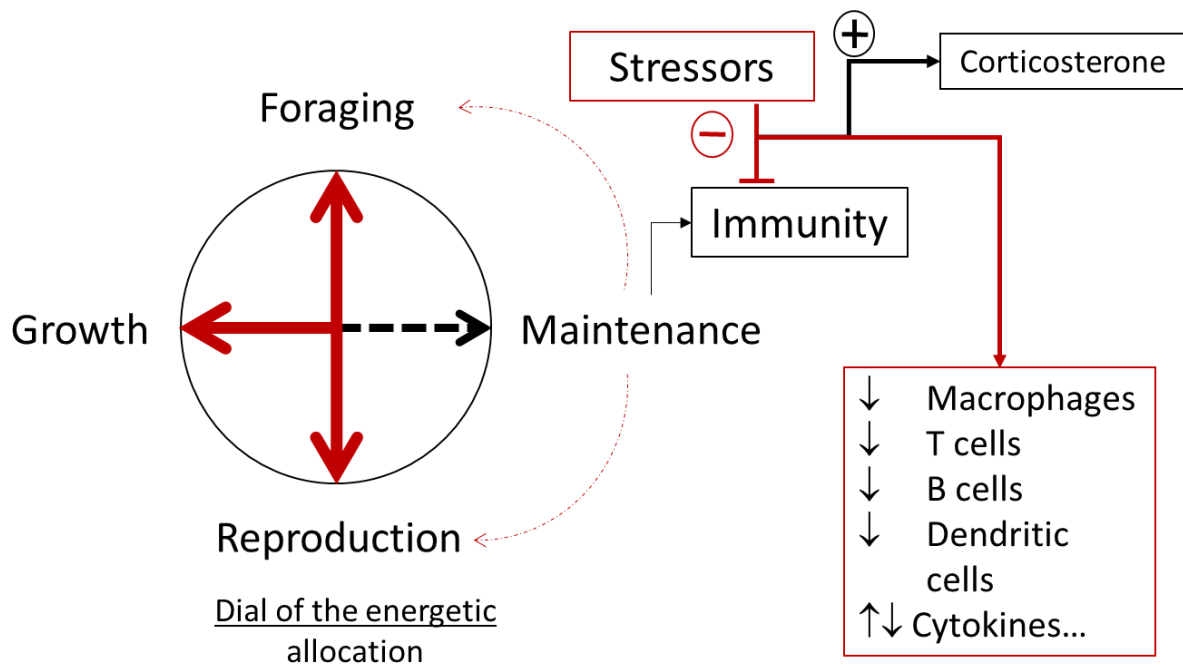 Stressors
+
Corticosterone
Foraging
−
Immunity
Growth
Maintenance
↓ Macrophages
↓ T cells
↓ B cells
↓ Dendritic
cells
↑↓ Cytokines...
Reproduction
Dial of the energetic
allocation